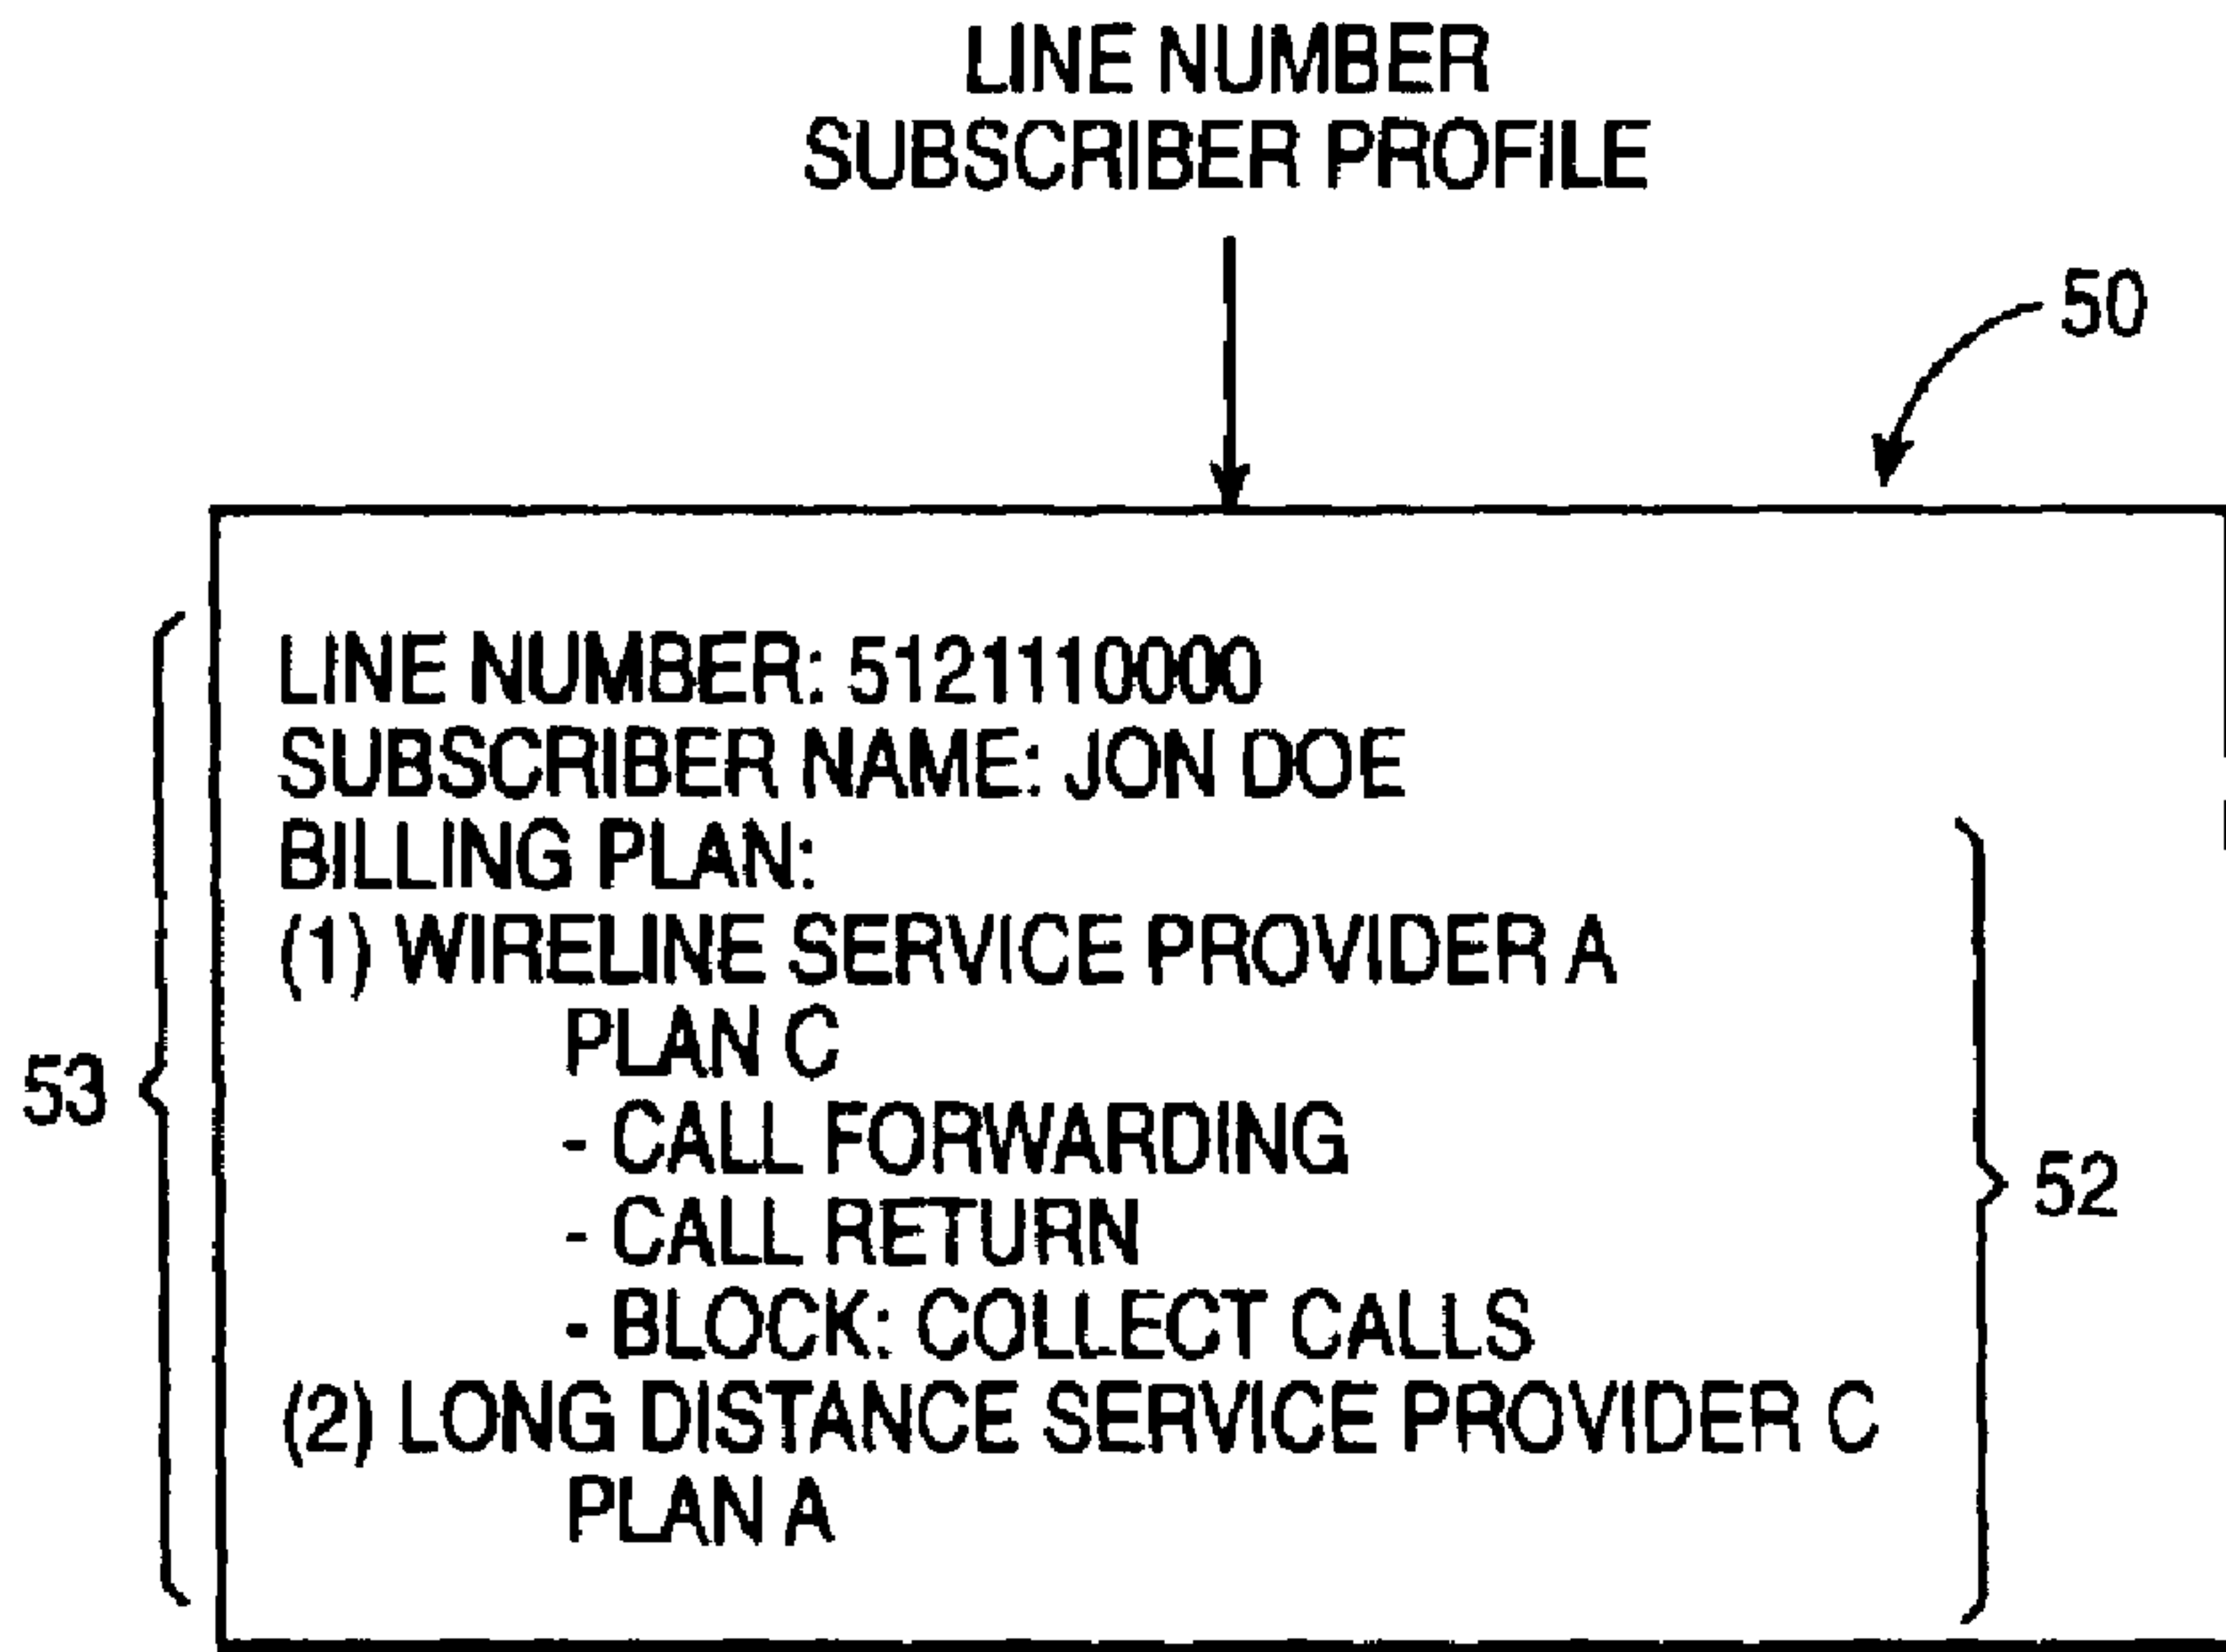 LINE NUMBER
SUBSCRIBER PROFILE
50
LINE NUMBER: 5121110000
SUBSCRIBER NAME: JON DOE
BILLING PLAN:
(1) WIRELINE SERVICE PROVIDER A
PLAN C
- CALL FORWARDING
- CALL RETURN
- BLOCK: COLLECT CALLS
(2) LONG DISTANCE SERVICE PROVIDER C
PLAN A
53
52